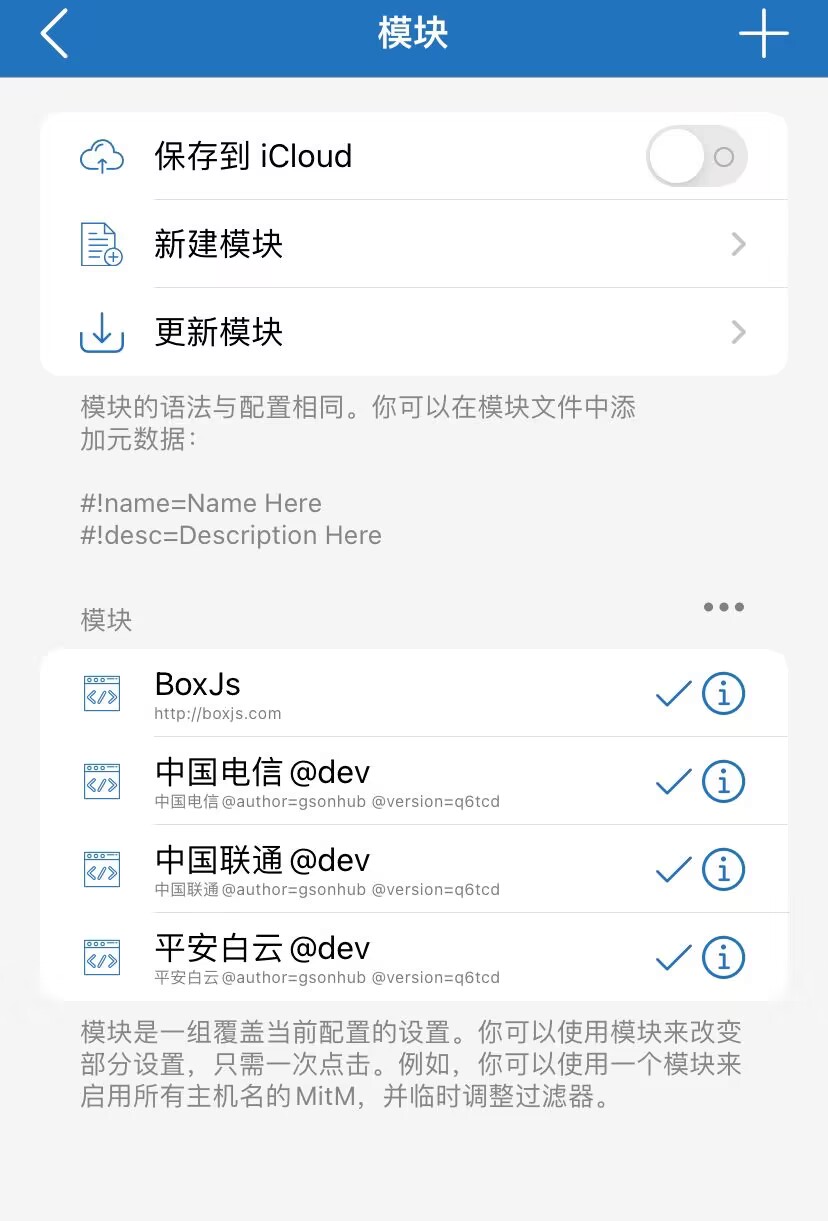 模块
保存到 iCloud
新建模块
更新模块
模块的语法与配置相同。你可以在模块文件中添
加元数据：
#!name=Name Here
#!desc=Description Here
模块
BoxJs
http://boxjs.com
中国电信@dev
中国电信@author=gsonhub @version=q6tcd
中国联通@dev
中国联通@author=gsonhub @version=q6tcd
平安白云@dev
平安白云@author=gsonhub @version=q6tcd
模块是一组覆盖当前配置的设置。你可以使用模块来改变
部分设置，只需一次点击。例如，你可以使用一个模块来
启用所有主机名的MitM，并临时调整过滤器。